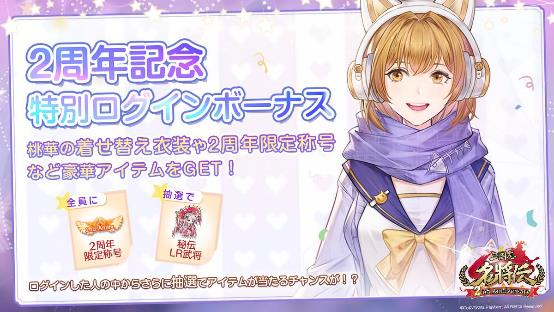 2周年記念
特別ログインボーナス
桃華の着せ替え衣装や2周年限定称号
など豪華アイテムをGET！
全員に
2周年
限定称号
抽選で
秘伝
LR武将
ログインした人の中からさらに抽選でアイテムが当たるチャンスが！？
名将伝